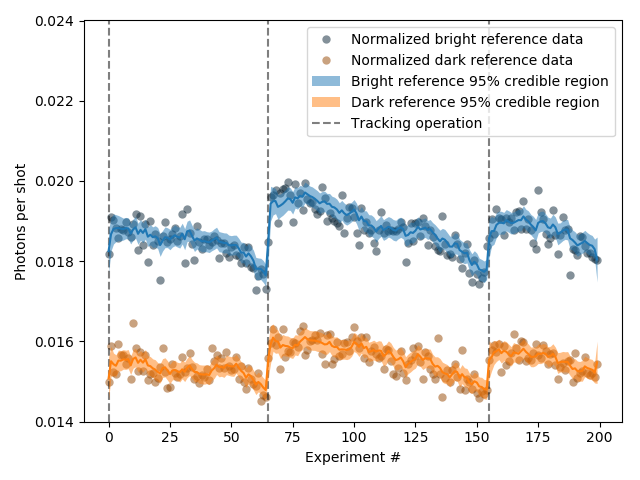 0.024
0.022
0.020
0.018
0.016
0.014
Photons per shot
Normalized bright reference data
Normalized dark reference data
Bright reference 95% credible region
Dark reference 95% credible region
Tracking operation
0 25 50 75 100 125 150 175 200
Experiment #